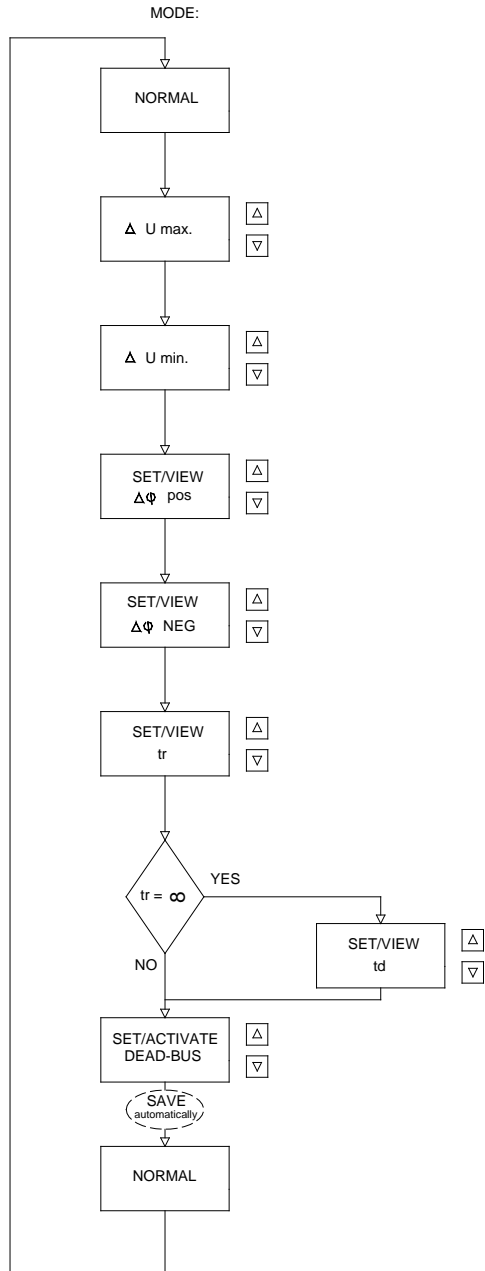 MODE:
NORMAL
Δ U max.
Δ U min.
SET/VIEW
Δφ pos
SET/VIEW
Δφ NEG
SET/VIEW
tr
tr = ∞
YES
NO
SET/VIEW
td
SET/ACTIVATE
DEAD-BUS
SAVE
automatically
NORMAL